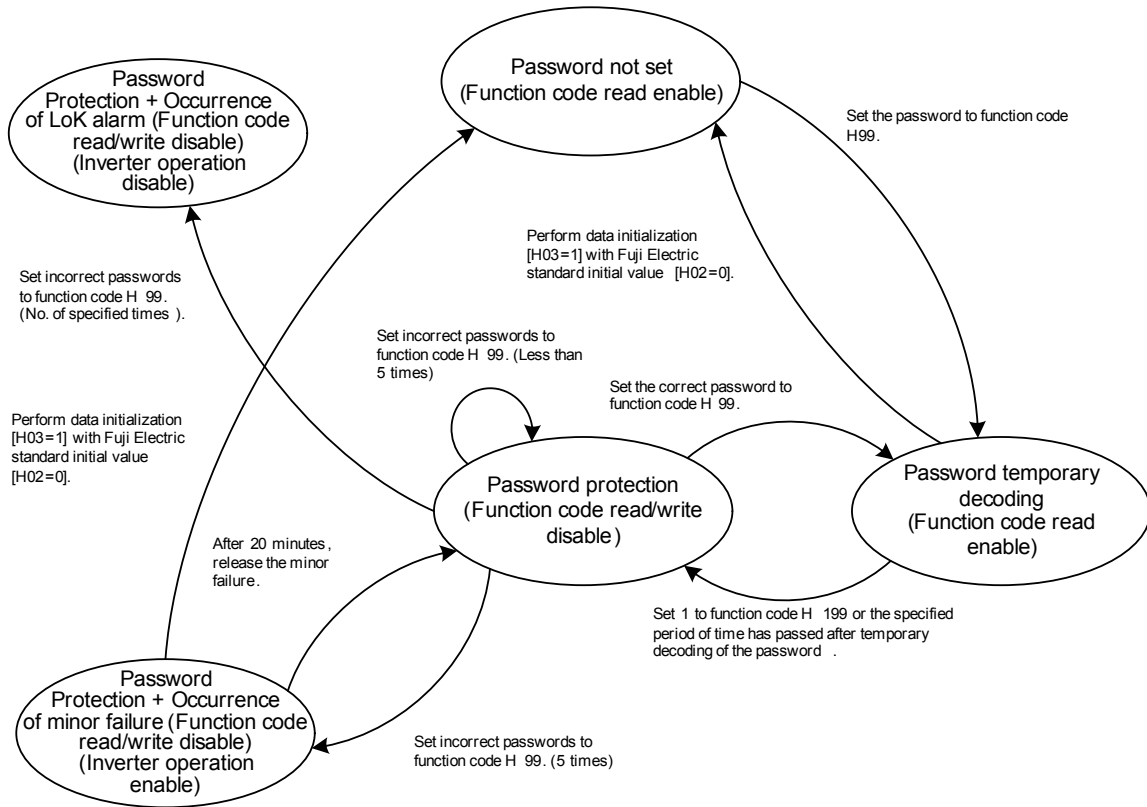 Password not set
(Function code read enable)
Password
Protection + Occurrence
of LoK alarm (Function code
read/write disable)
(Inverter operation
disable)
Set the password to function code
H99.
Perform data initialization
[H03=1] with Fuji Electric
standard initial value [H02=0].
Set incorrect passwords
to function code H 99.
(No. of specified times ).
Set incorrect passwords to
function code H 99. (Less than
5 times)
Set the correct password to
function code H 99.
Perform data initialization
[H03=1] with Fuji Electric
standard initial value
[H02=0].
Password protection
(Function code read/write
disable)
Password temporary
decoding
(Function code read
enable)
After 20 minutes,
release the minor
failure.
Set 1 to function code H 199 or the specified
period of time has passed after temporary
decoding of the password .
Password
Protection + Occurrence
of minor failure (Function code
read/write disable)
(Inverter operation
enable)
Set incorrect passwords to
function code H 99. (5 times)